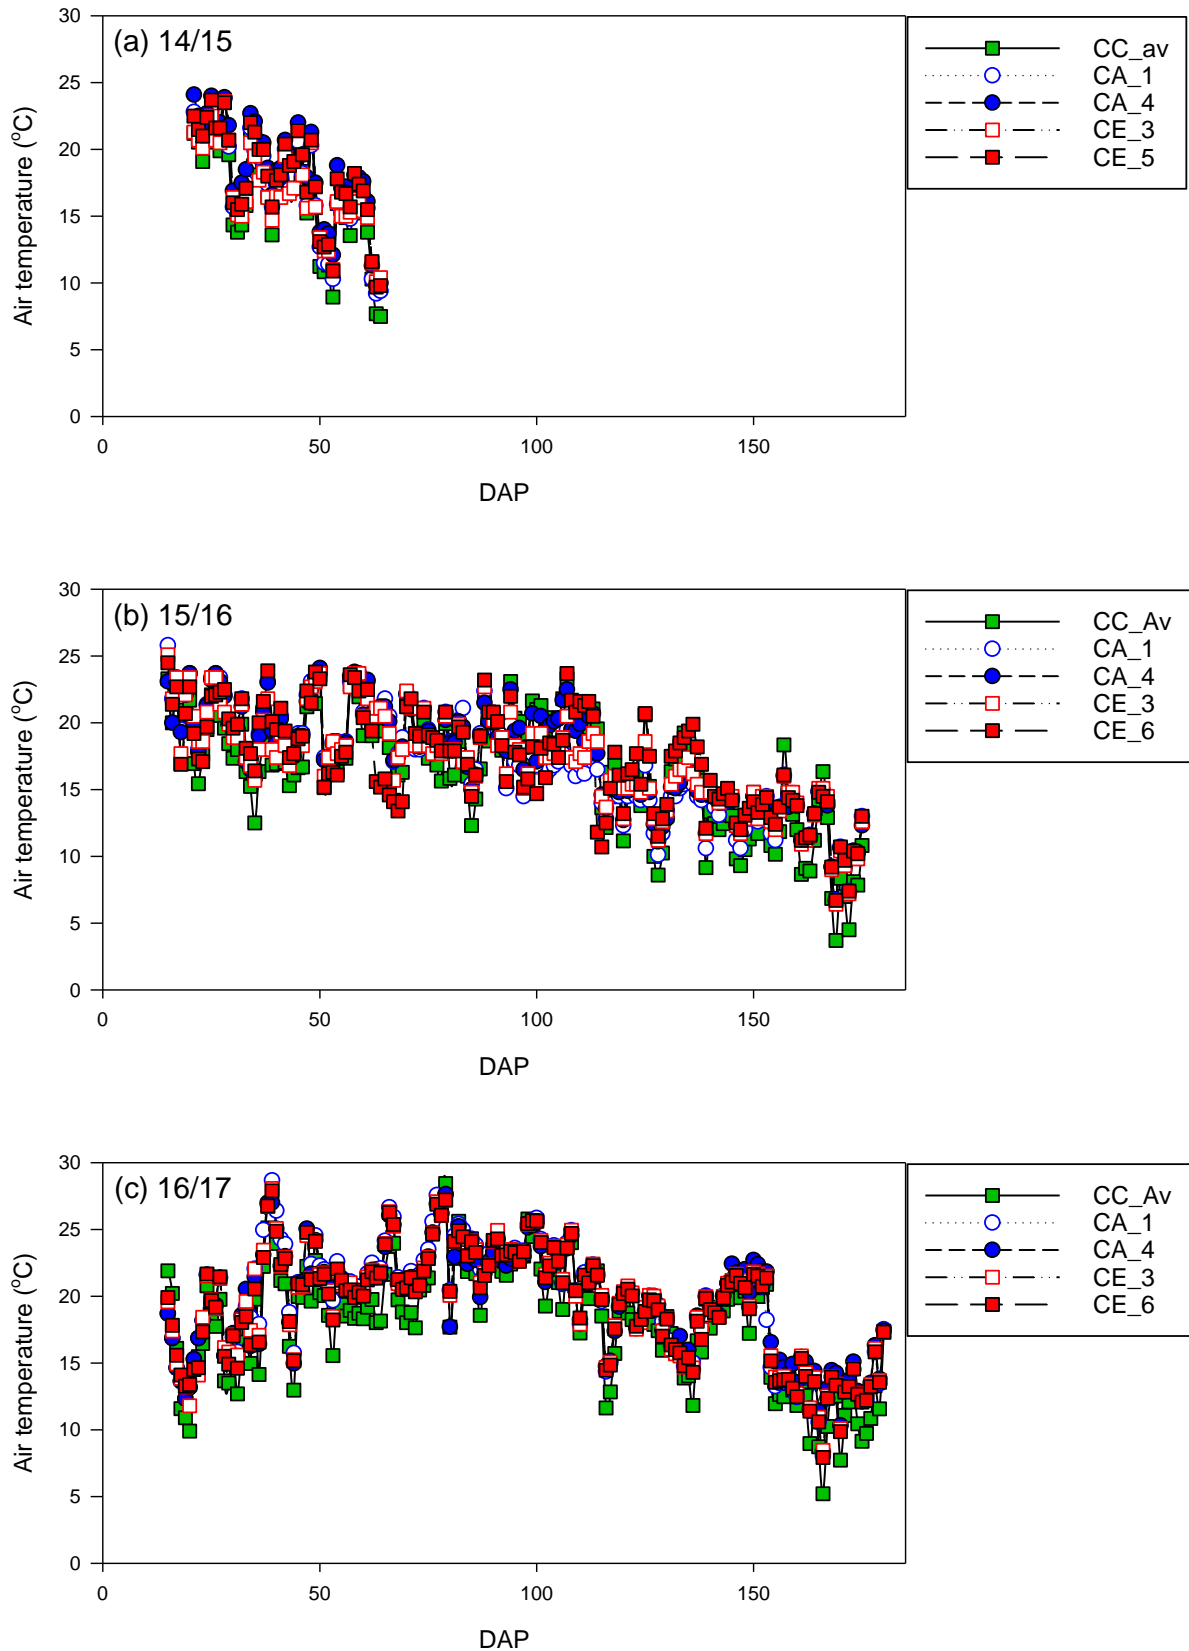 (a) 14/15
30
25
20
15
10
5
0
Air temperature (°C)
0 50 100 150
DAP
CC_av
CA_1
CA_4
CE_3
CE_5
(b) 15/16
30
25
20
15
10
5
0
Air temperature (°C)
0 50 100 150
DAP
CC_Av
CA_1
CA_4
CE_3
CE_6
(c) 16/17
30
25
20
15
10
5
0
Air temperature (°C)
0 50 100 150
DAP
CC_Av
CA_1
CA_4
CE_3
CE_6